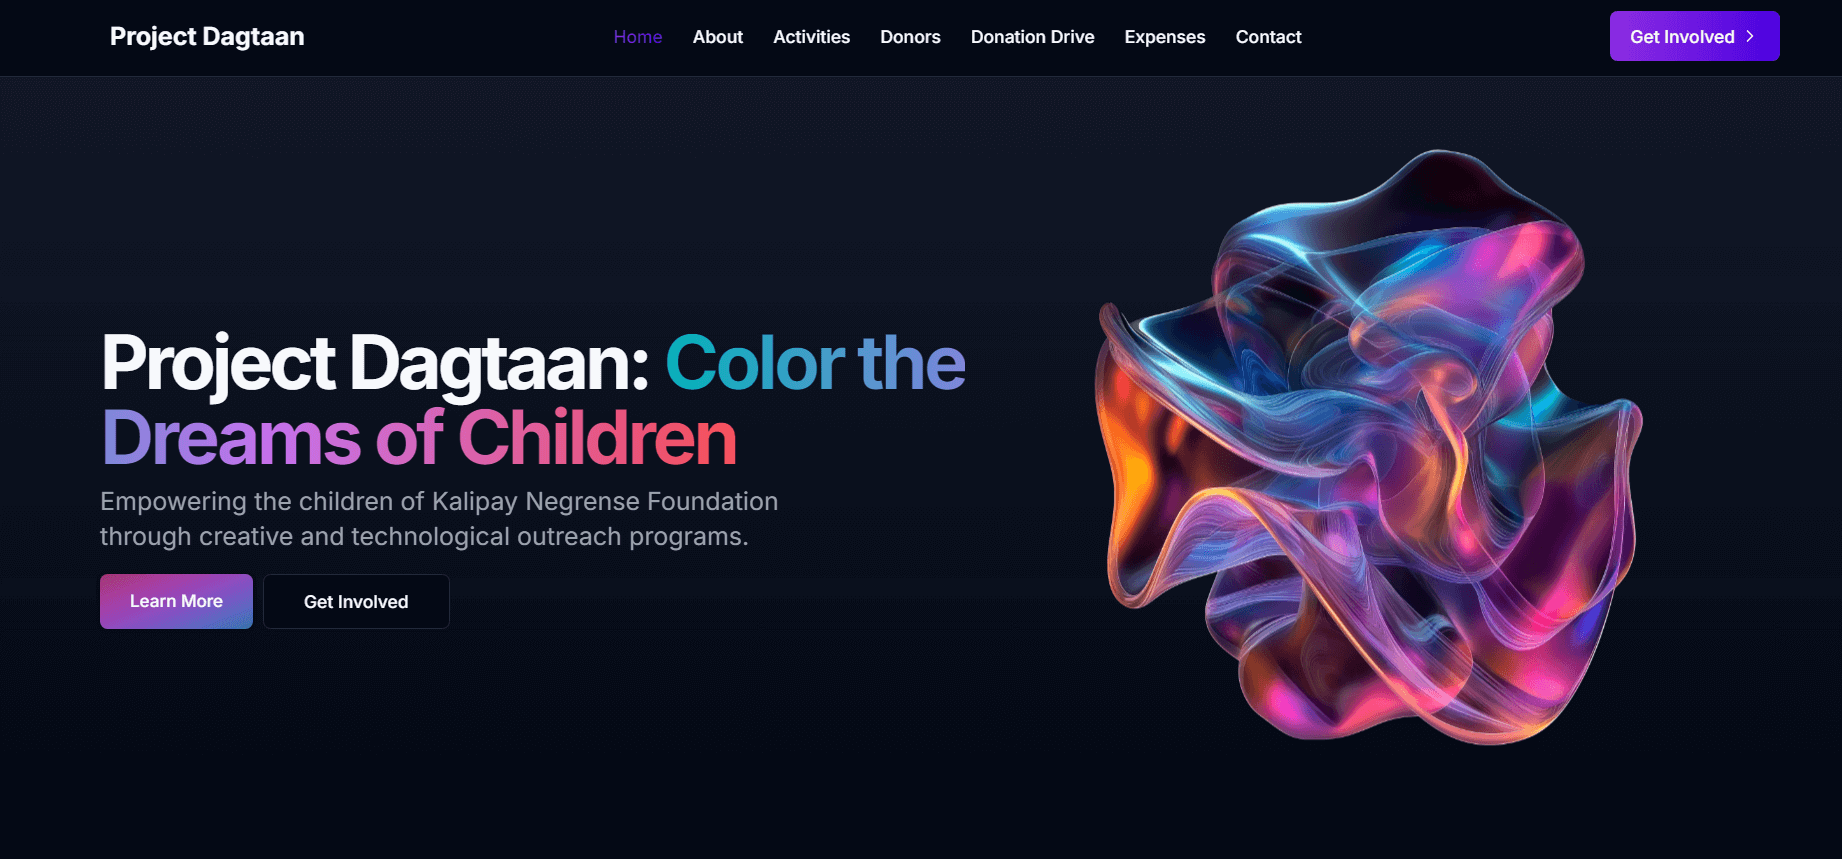 Project Dagtaan
Home About Activities Donors Donation Drive Expenses Contact
Get Involved
Project Dagtaan: Color the
Dreams of Children
Empowering the children of Kalipay Negrense Foundation
through creative and technological outreach programs.
Learn More
Get Involved